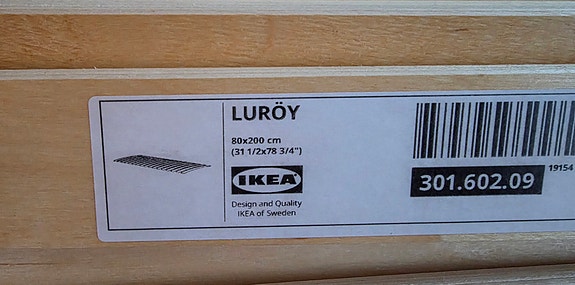 LURÖY
80x200 cm
(31 1/2x78 3/4")
IKEA
Design and Quality
IKEA of Sweden
19154
301.602.09